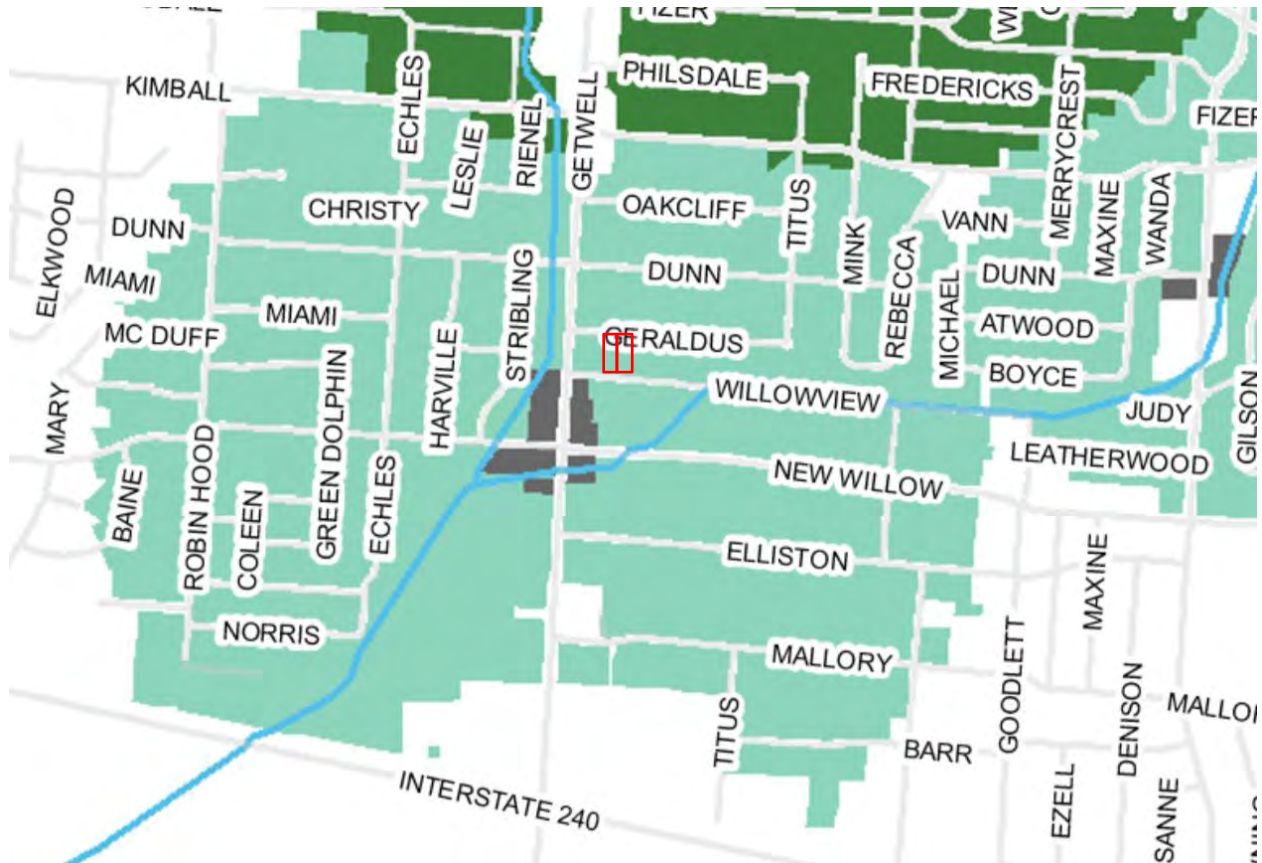 FIZER
PHILSDALE
FREDERICKS
KIMBALL
ECHLES
LESLIE
RIENEL
GETWELL
MERRYCREST
FIZER
CHRISTY
OAKCLIFF
TITUS
MINK
VANN
MAXINE
WANDA
ELKWOOD
DUNN
MIAMI
STRIBLING
DUNN
REBECCA
MICHAEL
DUNN
MC DUFF
MIAMI
HARVILLE
GERALDUS
ATWOOD
BOYCE
MARY
GREEN DOLPHIN
WILLOWVIEW
JUDY
GILSON
BAINE
ROBIN HOOD
COLEEN
ECHLES
NEW WILLOW
LEATHERWOOD
ELLISTON
MAXINE
NORRIS
MALLORY
GOODLETT
DENISON
TITUS
BARR
INTERSTATE 240
EZELL